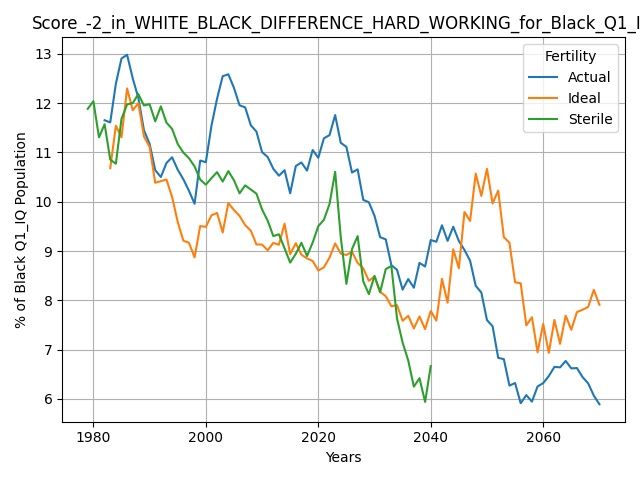 Score_-2_in_WHITE_BLACK_DIFFERENCE_HARD_WORKING_for_Black_Q1_I
13
12
11
10
9
8
7
6
% of Black Q1_IQ Population
Fertility
Actual
Ideal
Sterile
1980
2000
2020
2040
2060
Years